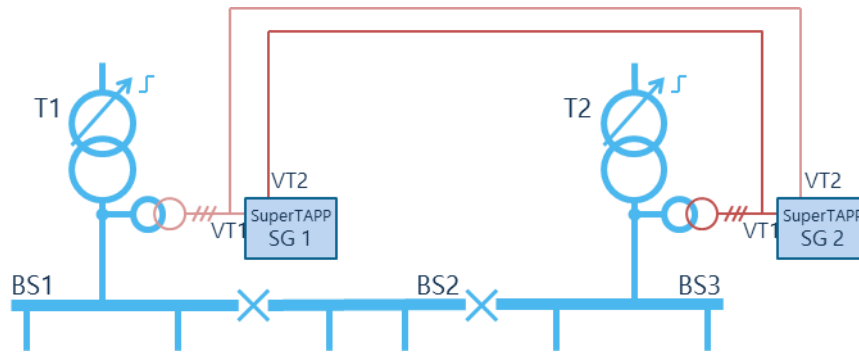 T1
T2
VT2
VT2
SuperTAPP
SG 1
SuperTAPP
SG 2
VT1
VT1
BS1
BS2
BS3